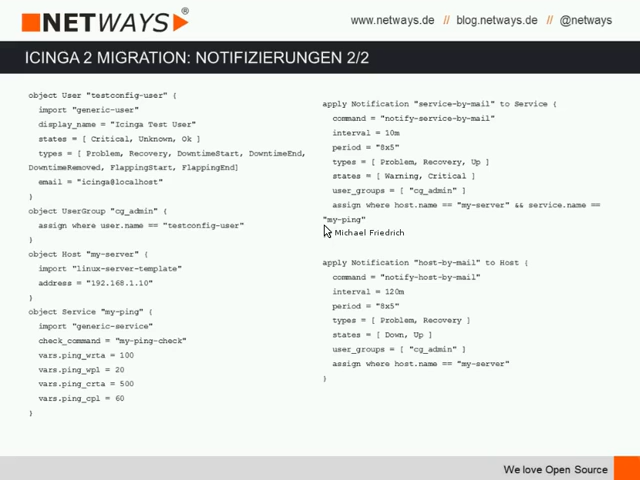 NETWAYS®
www.netways.de // blog.netways.de // @netways
ICINGA 2 MIGRATION: NOTIFIZIERUNGEN 2/2
object User "testconfig-user" {
import "generic-user"
display_name = "Icinga Test User"
states = [ Critical, Unknown, Ok ]
types = [ Problem, Recovery, DowntimeStart, DowntimeEnd,
DowntimeRemoved, FlappingStart, FlappingEnd]
email = "icinga@localhost"
}
object UserGroup "cg_admin" {
assign where user.name == "testconfig-user"
}
object Host "my-server" {
import "linux-server-template"
address = "192.168.1.10"
}
object Service "my-ping" {
import "generic-service"
check_command = "my-ping-check"
vars.ping_wrta = 100
vars.ping_wpl = 20
vars.ping_crta = 500
vars.ping_cpl = 60
}
apply Notification "service-by-mail" to Service {
command = "notify-service-by-mail"
interval = 10m
period = "8x5"
types = [ Problem, Recovery, Up ]
states = [ Warning, Critical ]
user_groups = [ "cg_admin" ]
assign where host.name == "my-server" && service.name ==
"my-ping"
Michael Friedrich
apply Notification "host-by-mail" to Host {
command = "notify-host-by-mail"
interval = 120m
period = "8x5"
types = [ Problem, Recovery ]
states = [ Down, Up ]
user_groups = [ "cg_admin" ]
assign where host.name == "my-server"
}
We love Open Source